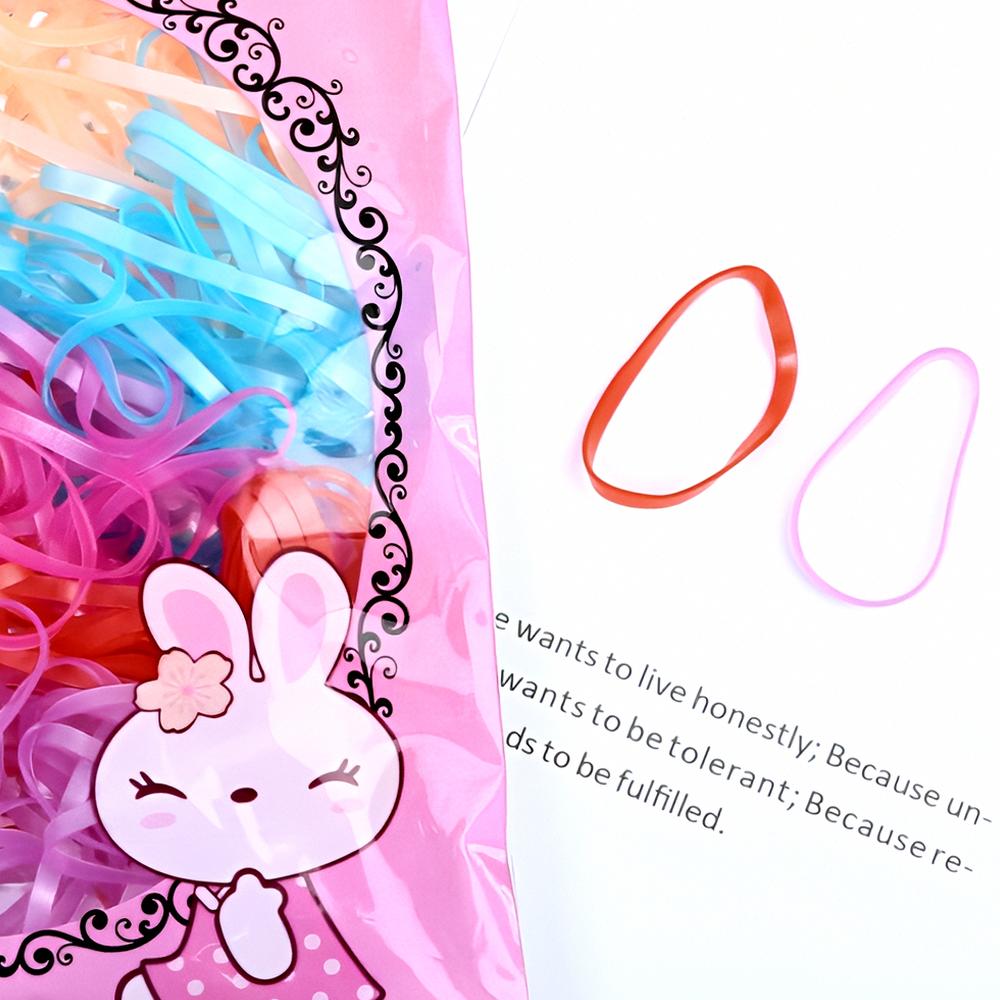 e wants to live honestly; Because un-
wants to be tolerant; Because re-
ds to be fulfilled.